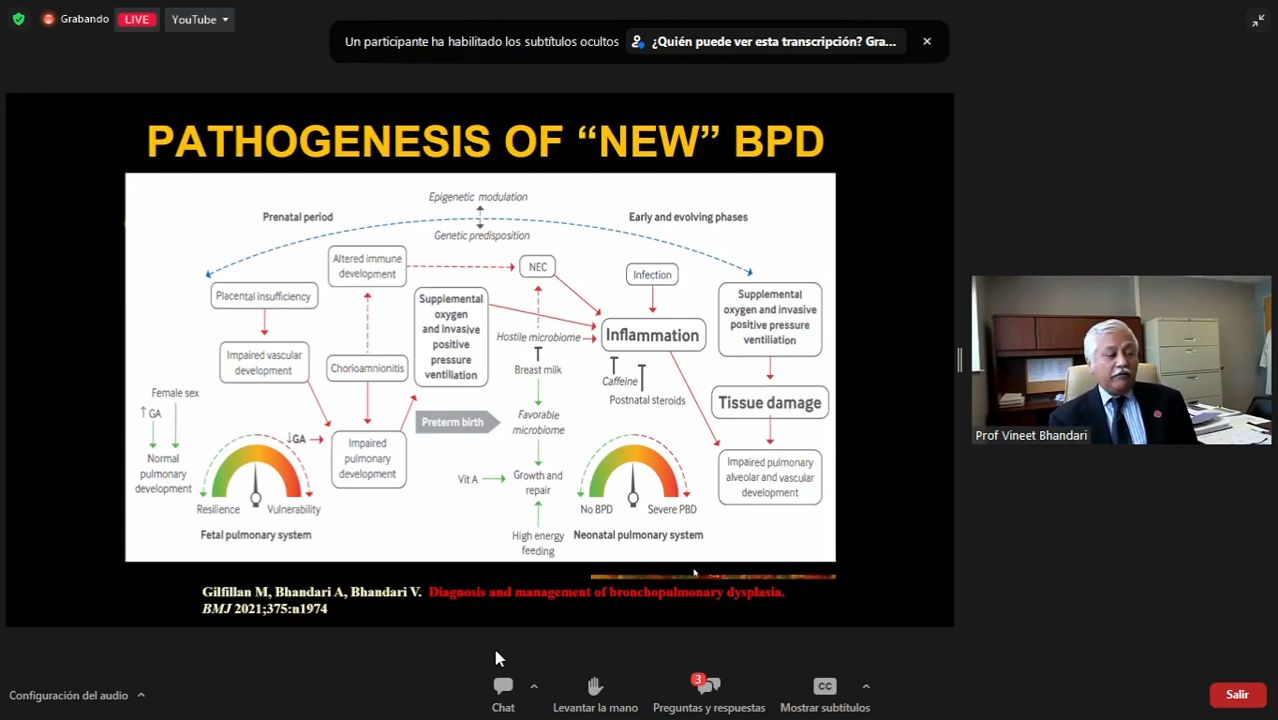 Grabando
LIVE
YouTube
Un participante ha habilitado los subtítulos ocultos
¿Quién puede ver esta transcripción? Gra...
PATHOGENESIS OF “NEW” BPD
Epigenetic modulation
Prenatal period
Early and evolving phases
Genetic predisposition
Altered immune
development
NEC
Infection
Placental insufficiency
Supplemental
oxygen
and invasive
positive
pressure
ventilation
Supplemental
oxygen and invasive
positive pressure
ventiliation
Hostile microbiome
Inflammation
Impaired vascular
development
Chorioamnionitis
Breast milk
Caffeine
Postnatal steroids
Tissue damage
Female sex
↑ GA
Favorable
microbiome
Preterm birth
↓GA
Impaired
pulmonary
development
Normal
pulmonary
development
Vit A
Growth and
repair
Impaired pulmonary
alveolar and vascular
development
Resilience
Vulnerability
No BPD
Severe PBD
Fetal pulmonary system
High energy
feeding
Neonatal pulmonary system
Gilfillan M, Bhandari A, Bhandari V. Diagnosis and management of bronchopulmonary dysplasia.
BMJ 2021;375:n1974
Prof Vineet Bhandari
Configuración del audio
Chat
Levantar la mano
3
Preguntas y respuestas
CC
Mostrar subtítulos
Salir